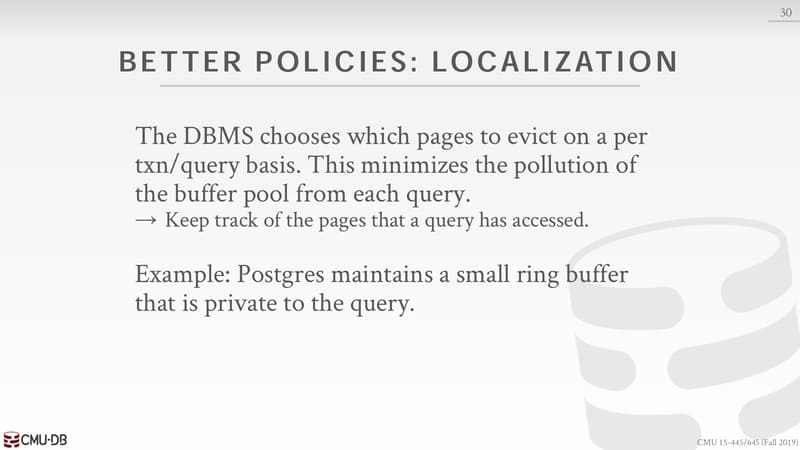 30
BETTER POLICIES: LOCALIZATION
The DBMS chooses which pages to evict on a per
txn/query basis. This minimizes the pollution of
the buffer pool from each query.
→ Keep track of the pages that a query has accessed.
Example: Postgres maintains a small ring buffer
that is private to the query.
CMU·DB
CMU 15-445/645 (Fall 2019)